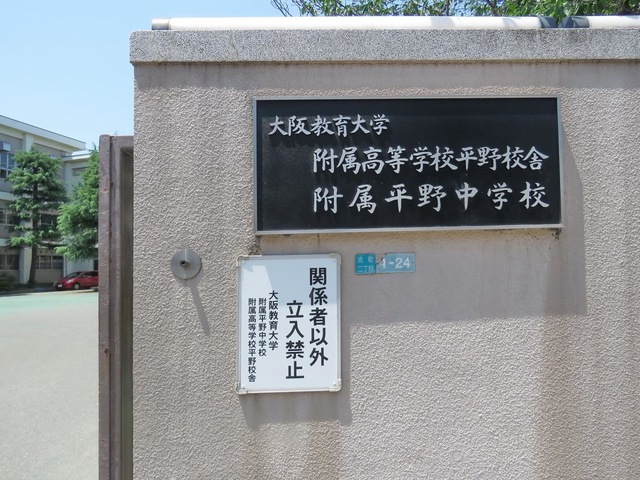 大阪教育大学
附属高等学校平野校舎
附属平野中学校
関係者以外
立入禁止
大阪教育大学
附属平野中学校
附属高等学校平野校舎
二丁目
1-24